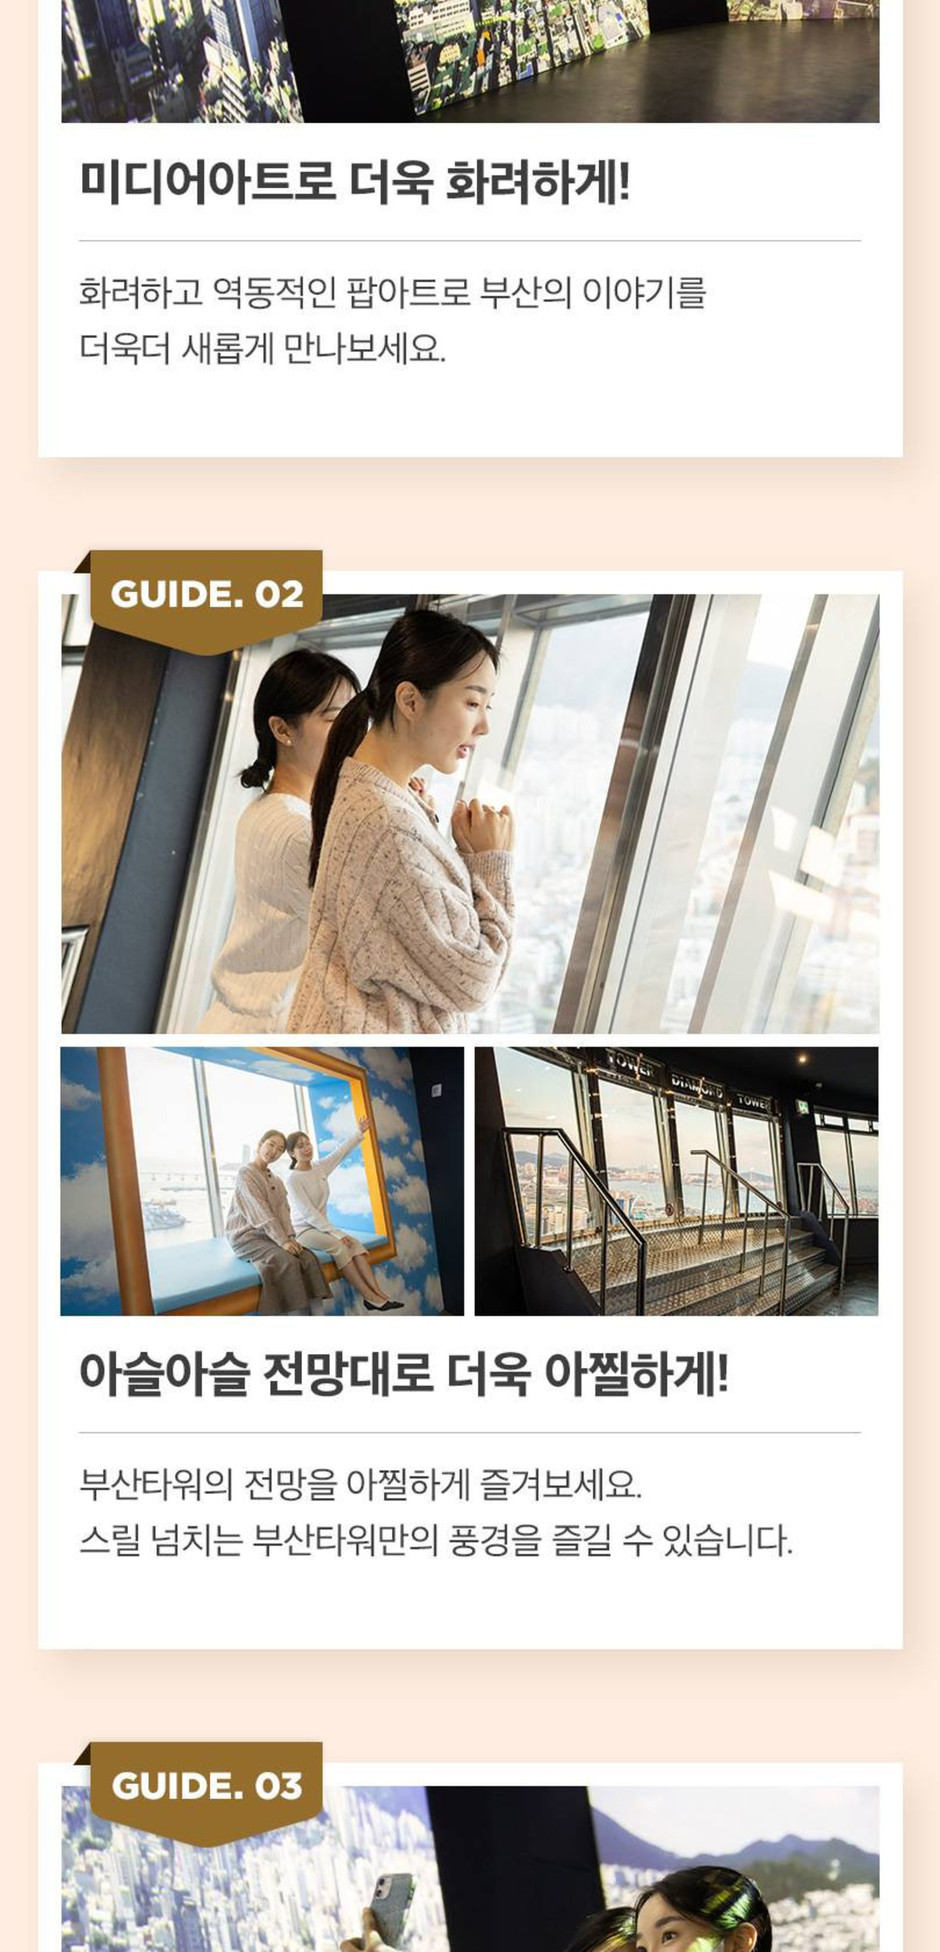 미디어아트로 더욱 화려하게!
화려하고 역동적인 팝아트로 부산의 이야기를
더욱더 새롭게 만나보세요.
GUIDE. 02
TOWER DIAMOND TOWER
아슬아슬 전망대로 더욱 아찔하게!
부산타워의 전망을 아찔하게 즐겨보세요.
스릴 넘치는 부산타워만의 풍경을 즐길 수 있습니다.
GUIDE. 03